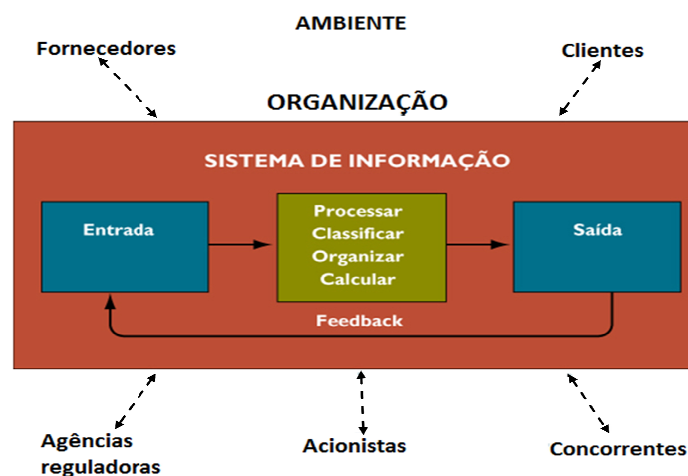 AMBIENTE
Fornecedores
Clientes
ORGANIZAÇÃO
SISTEMA DE INFORMAÇÃO
Entrada
Processar
Classificar
Organizar
Calcular
Saída
Feedback
Agências
reguladoras
Acionistas
Concorrentes